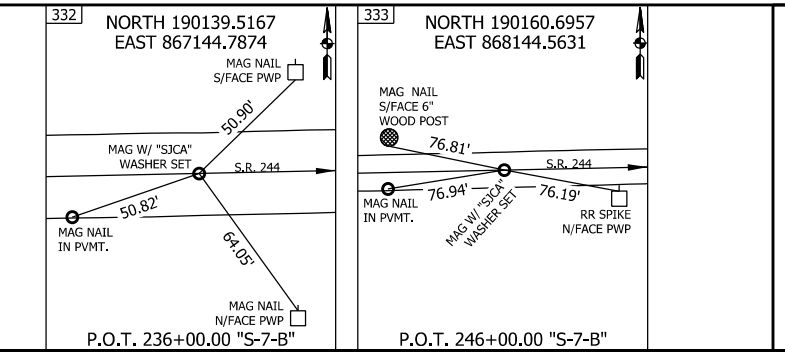 332
NORTH 190139.5167
EAST 867144.7874
MAG NAIL
S/FACE PWP
50.90'
MAG W/ "SJCA"
WASHER SET
S.R. 244
50.82'
MAG NAIL
IN PVMT.
64.05'
MAG NAIL
N/FACE PWP
P.O.T. 236+00.00 "S-7-B"
333
NORTH 190160.6957
EAST 868144.5631
MAG NAIL
S/FACE 6"
WOOD POST
76.81'
S.R. 244
76.94'
76.19'
MAG NAIL
IN PVMT.
MAG W/ "SJCA"
WASHER SET
RR SPIKE
N/FACE PWP
P.O.T. 246+00.00 "S-7-B"